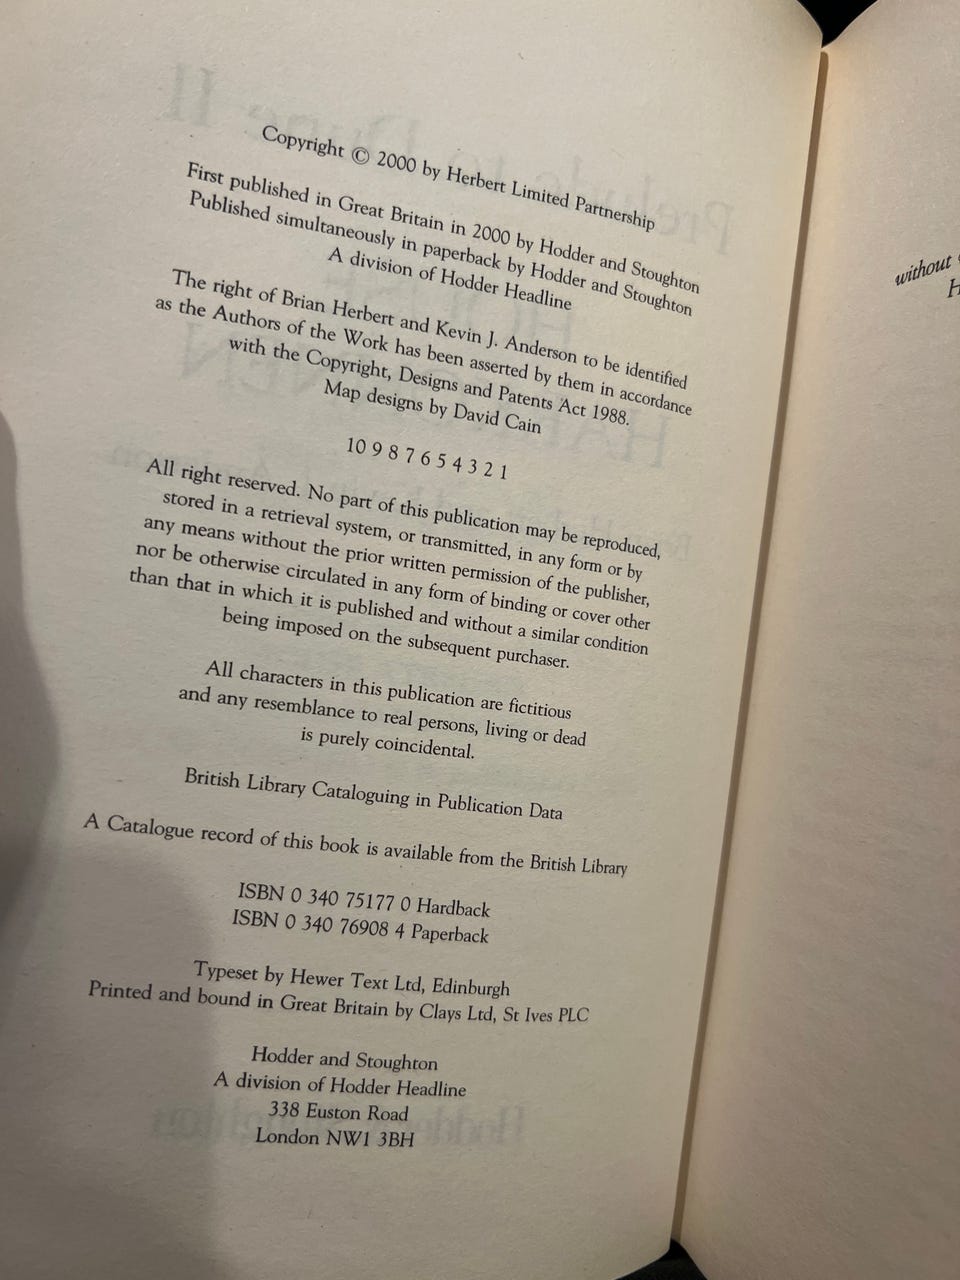 Copyright © 2000 by Herbert Limited Partnership
First published in Great Britain in 2000 by Hodder and Stoughton
Published simultaneously in paperback by Hodder and Stoughton
A division of Hodder Headline
The right of Brian Herbert and Kevin J. Anderson to be identified
as the Authors of the Work has been asserted by them in accordance
with the Copyright, Designs and Patents Act 1988.
Map designs by David Cain
10 9 8 7 6 5 4 3 2 1
All right reserved. No part of this publication may be reproduced,
stored in a retrieval system, or transmitted, in any form or by
any means without the prior written permission of the publisher,
nor be otherwise circulated in any form of binding or cover other
than that in which it is published and without a similar condition
being imposed on the subsequent purchaser.
All characters in this publication are fictitious
and any resemblance to real persons, living or dead
is purely coincidental.
British Library Cataloguing in Publication Data
A Catalogue record of this book is available from the British Library
ISBN 0 340 75177 0 Hardback
ISBN 0 340 76908 4 Paperback
Typeset by Hewer Text Ltd, Edinburgh
Printed and bound in Great Britain by Clays Ltd, St Ives PLC
Hodder and Stoughton
A division of Hodder Headline
338 Euston Road
London NW1 3BH
without